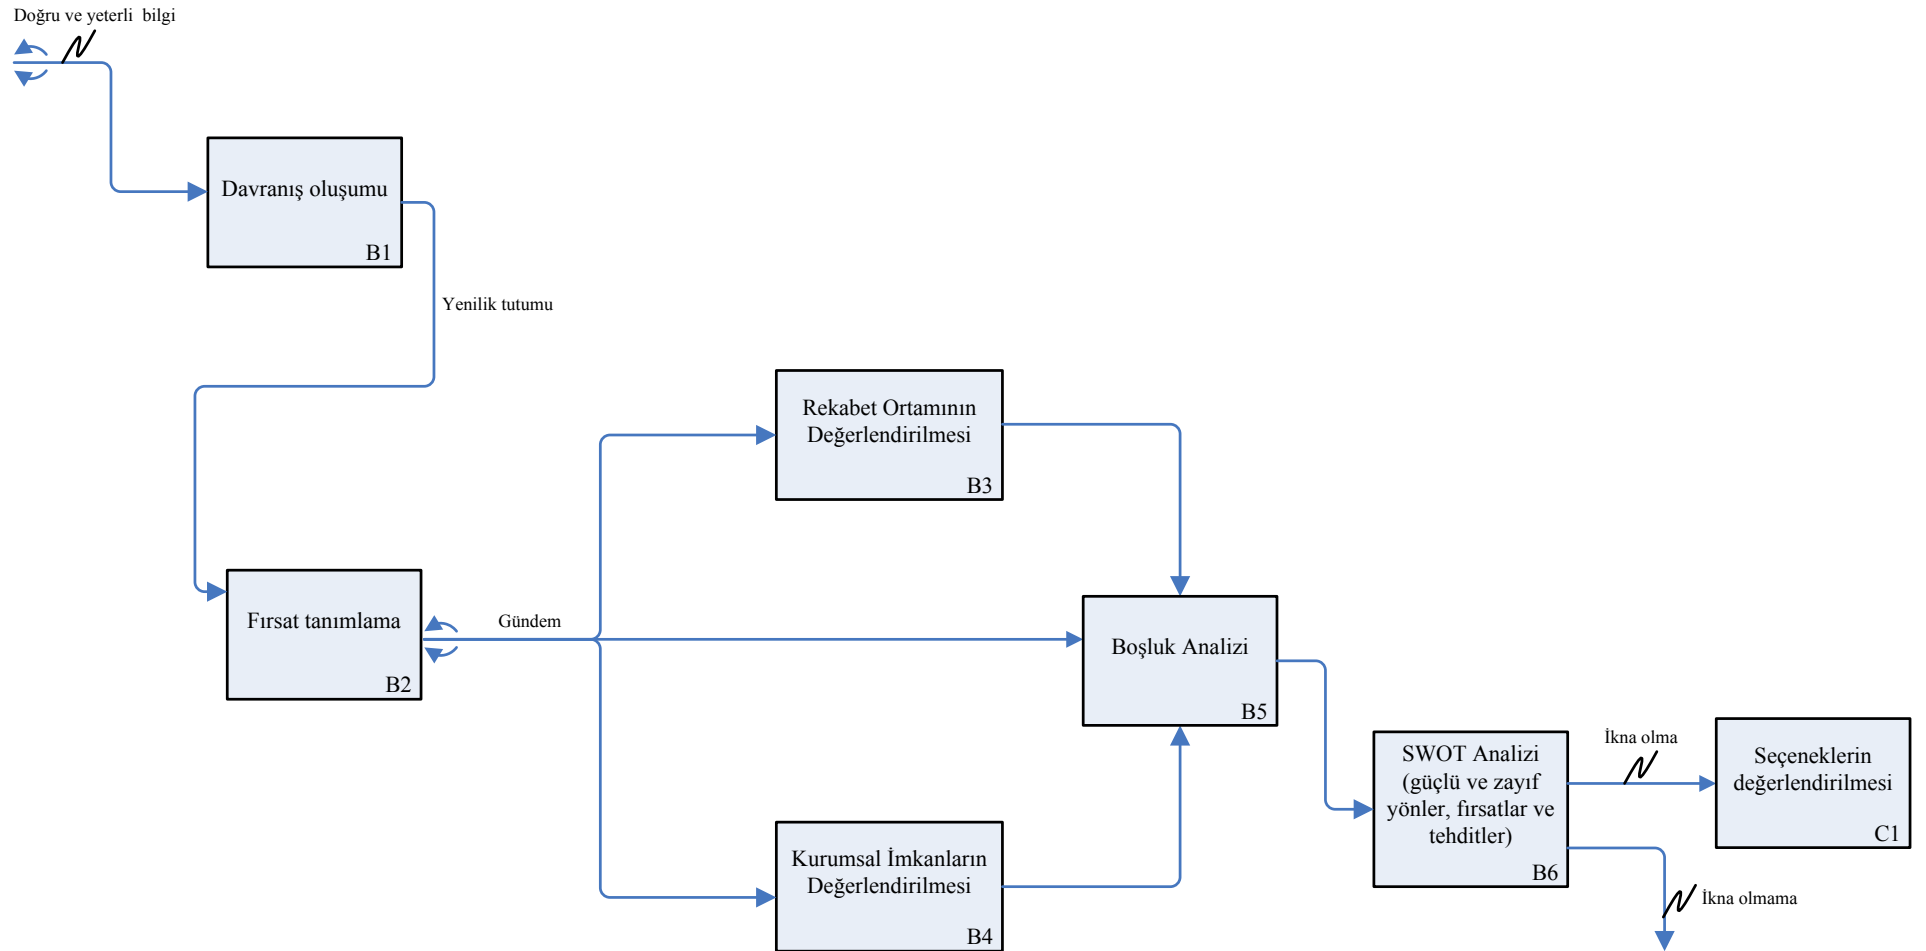 Doğru ve yeterli bilgi
Davranış oluşumu
B1
Yenilik tutumu
Rekabet Ortamının
Değerlendirilmesi
B3
Fırsat tanımlama
B2
Gündem
Boşluk Analizi
B5
Kurumsal İmkanların
Değerlendirilmesi
B4
SWOT Analizi
(güçlü ve zayıf
yönler, fırsatlar ve
tehditler)
B6
İkna olma
Seçeneklerin
değerlendirilmesi
C1
İkna olmama